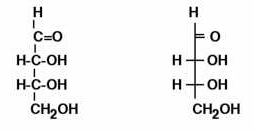 H
C=O
H-C-OH
H-C-OH
CH2OH
H
= O
H OH
H OH
CH2OH